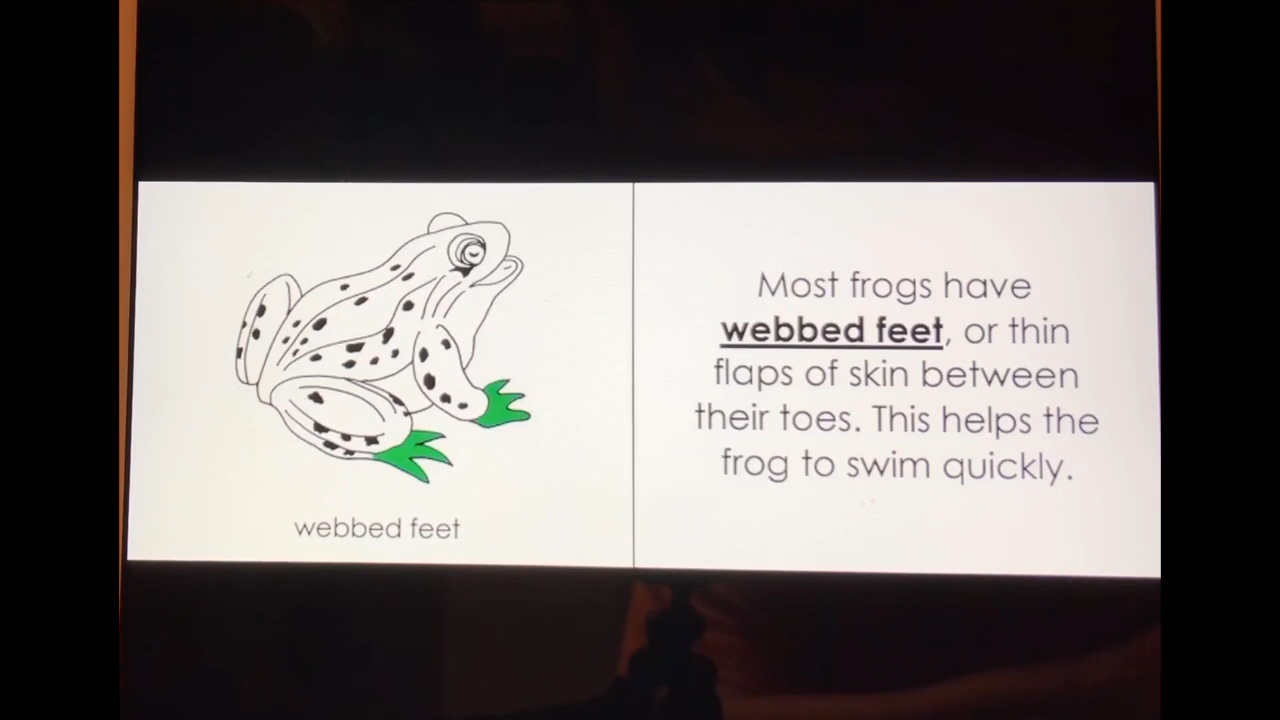 webbed feet
Most frogs have
webbed feet, or thin
flaps of skin between
their toes. This helps the
frog to swim quickly.